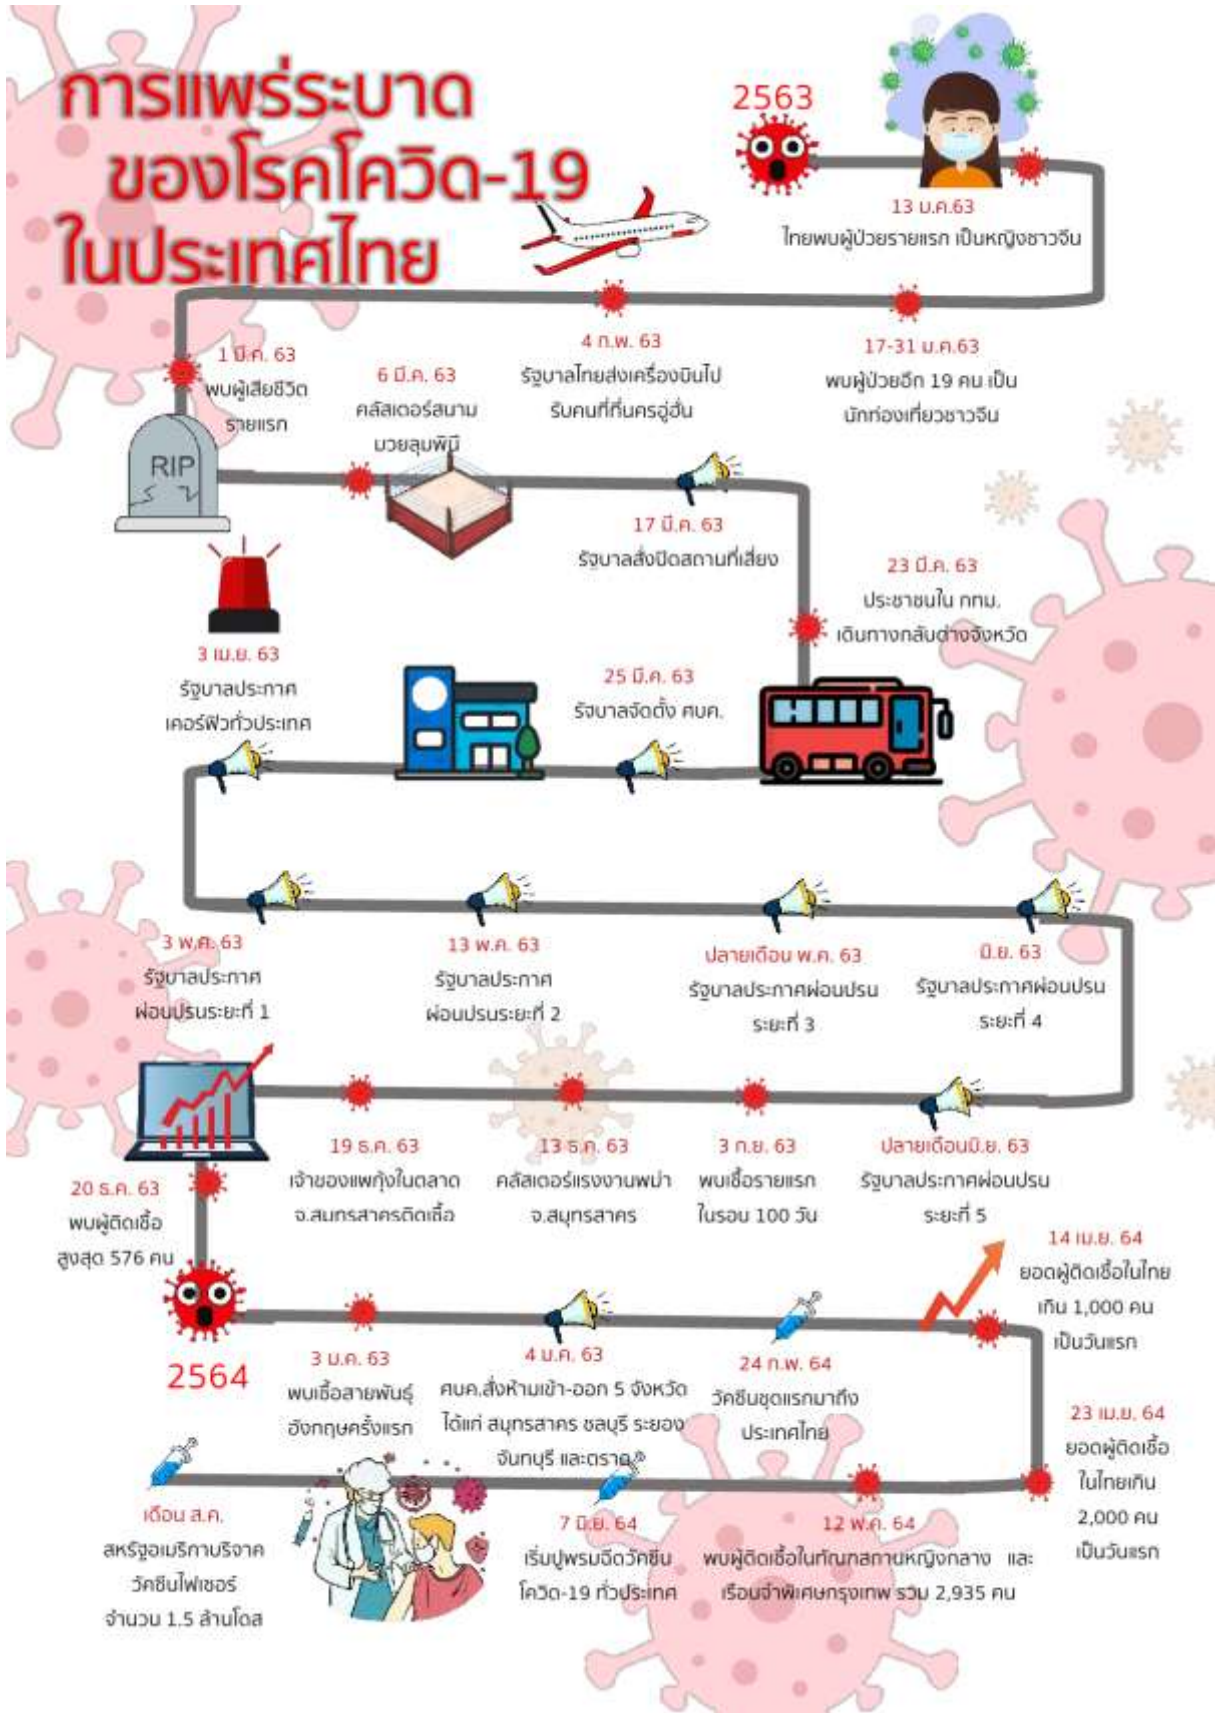 การแพร่ระบาด
ของโรคโควิด-19
ในประเทศไทย
2563
13 ม.ค.63
ไทยพบผู้ป่วยรายแรก เป็นหญิงชาวจีน
17-31 ม.ค.63
พบผู้ป่วยอีก 19 คน เป็น
นักท่องเที่ยวชาวจีน
4 ก.พ. 63
รัฐบาลไทยส่งเครื่องบินไป
รับคนที่ที่นครอู่ฮั่น
1 มี.ค. 63
พบผู้เสียชีวิต
รายแรก
RIP
6 มี.ค. 63
คลัสเตอร์สนาม
มวยลุมพินี
17 มี.ค. 63
รัฐบาลสั่งปิดสถานที่เสี่ยง
23 มี.ค. 63
ประชาชนใน กทม.
เดินทางกลับต่างจังหวัด
25 มี.ค. 63
รัฐบาลจัดตั้ง ศบค.
3 เม.ย. 63
รัฐบาลประกาศ
เคอร์ฟิวทั่วประเทศ
3 พ.ค. 63
รัฐบาลประกาศ
ผ่อนปรนระยะที่ 1
13 พ.ค. 63
รัฐบาลประกาศ
ผ่อนปรนระยะที่ 2
ปลายเดือน พ.ค. 63
รัฐบาลประกาศผ่อนปรน
ระยะที่ 3
มิ.ย. 63
รัฐบาลประกาศผ่อนปรน
ระยะที่ 4
ปลายเดือนมิ.ย. 63
รัฐบาลประกาศผ่อนปรน
ระยะที่ 5
3 ก.ย. 63
พบเชื้อรายแรก
ในรอบ 100 วัน
13 ธ.ค. 63
คลัสเตอร์แรงงานพม่า
จ.สมุทรสาคร
19 ธ.ค. 63
เจ้าของแพกุ้งในตลาด
จ.สมุทรสาครติดเชื้อ
20 ธ.ค. 63
พบผู้ติดเชื้อ
สูงสุด 576 คน
2564
3 ม.ค. 63
พบเชื้อสายพันธุ์
อังกฤษครั้งแรก
4 ม.ค. 63
ศบค.สั่งห้ามเข้า-ออก 5 จังหวัด
ได้แก่ สมุทรสาคร ชลบุรี ระยอง
จันทบุรี และตราด
24 ก.พ. 64
วัคซีนชุดแรกมาถึง
ประเทศไทย
14 เม.ย. 64
ยอดผู้ติดเชื้อในไทย
เกิน 1,000 คน
เป็นวันแรก
23 เม.ย. 64
ยอดผู้ติดเชื้อ
ในไทยเกิน
2,000 คน
เป็นวันแรก
12 พ.ค. 64
พบผู้ติดเชื้อในทัณฑสถานหญิงกลาง และ
เรือนจำพิเศษกรุงเทพ รวม 2,935 คน
7 มิ.ย. 64
เริ่มปูพรมฉีดวัคซีน
โควิด-19 ทั่วประเทศ
เดือน ส.ค.
สหรัฐอเมริกาบริจาค
วัคซีนไฟเซอร์
จำนวน 1.5 ล้านโดส